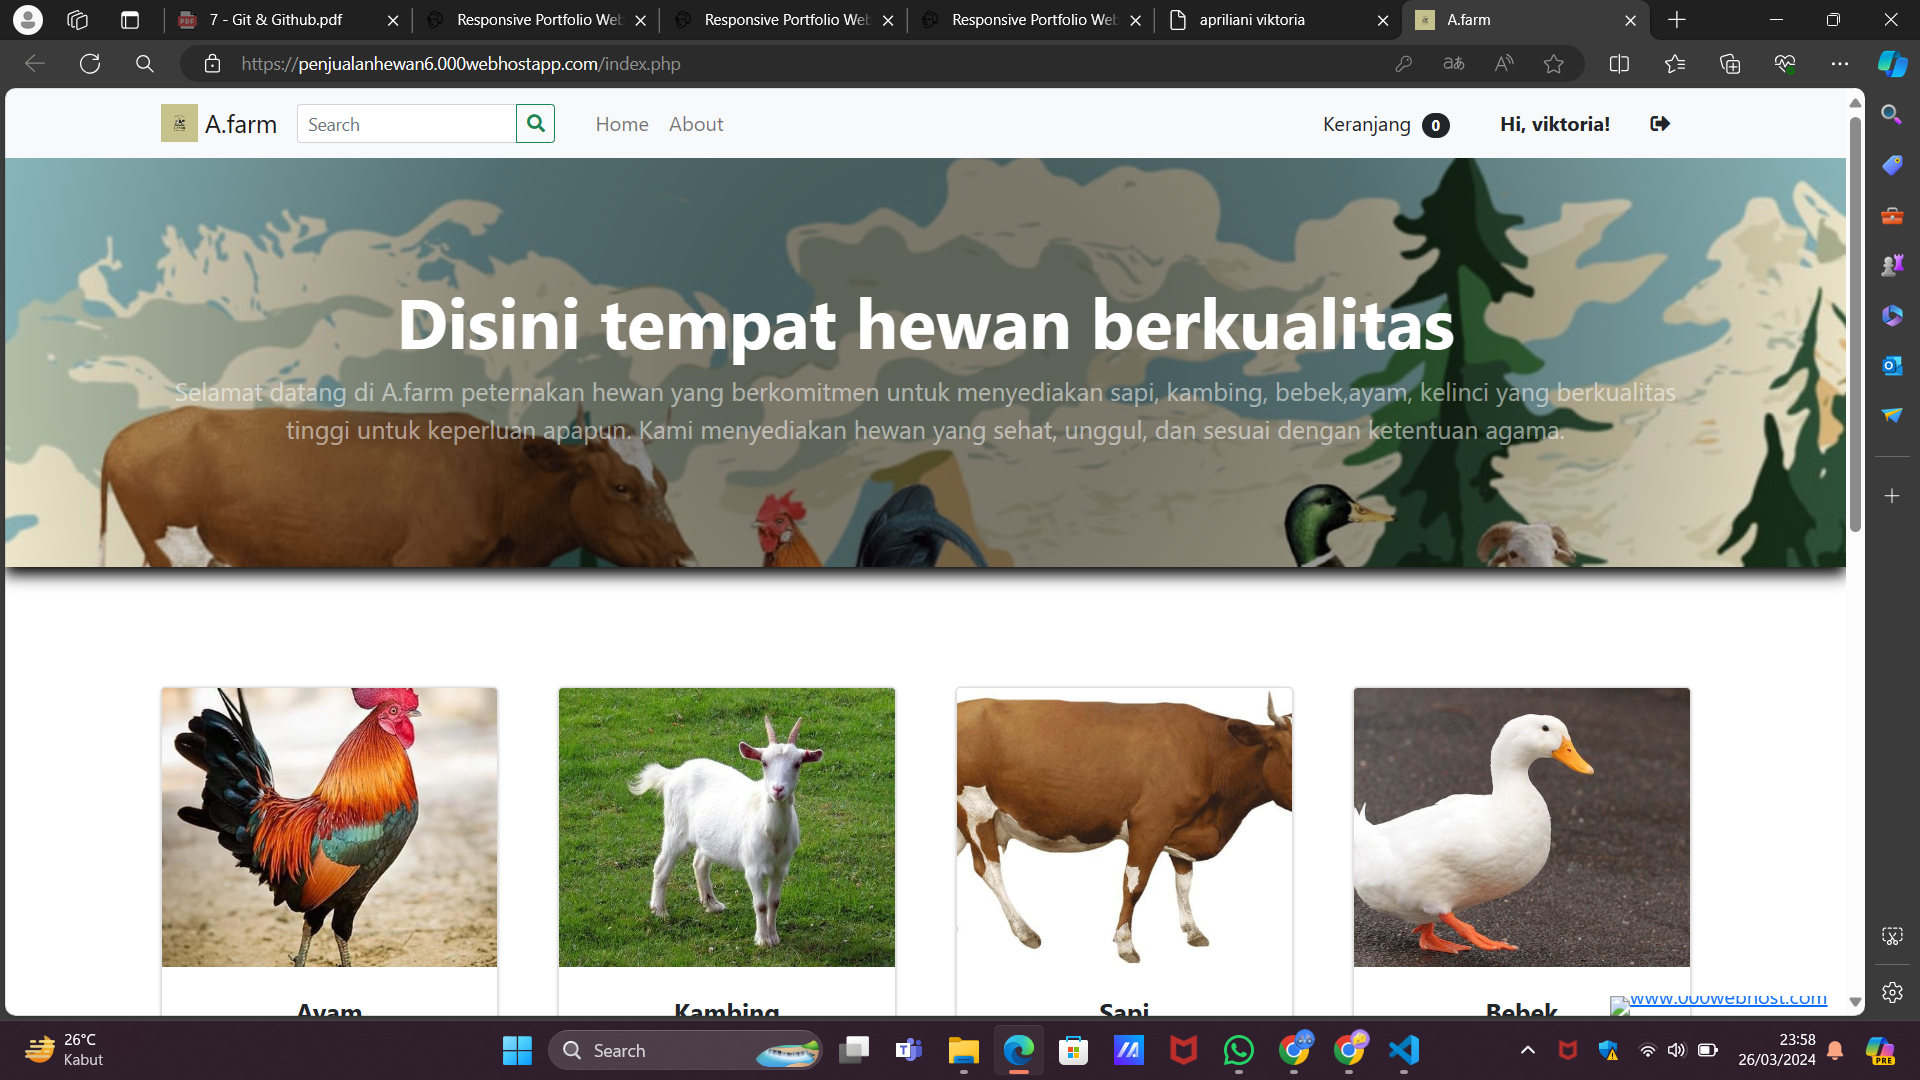 7 - Git & Github.pdf
Responsive Portfolio Web
Responsive Portfolio Web
Responsive Portfolio Web
apriliani viktoria
A.farm
https://penjualanhewan6.000webhostapp.com/index.php
A.farm
Search
Home
About
Keranjang 0
Hi, viktoria!
Disini tempat hewan berkualitas
Selamat datang di A.farm peternakan hewan yang berkomitmen untuk menyediakan sapi, kambing, bebek,ayam, kelinci yang berkualitas
tinggi untuk keperluan apapun. Kami menyediakan hewan yang sehat, unggul, dan sesuai dengan ketentuan agama.
Ayam
Kambing
Sapi
Bebek
www.000webhost.com
26°C
Kabut
Search
23:58
26/03/2024
PRE